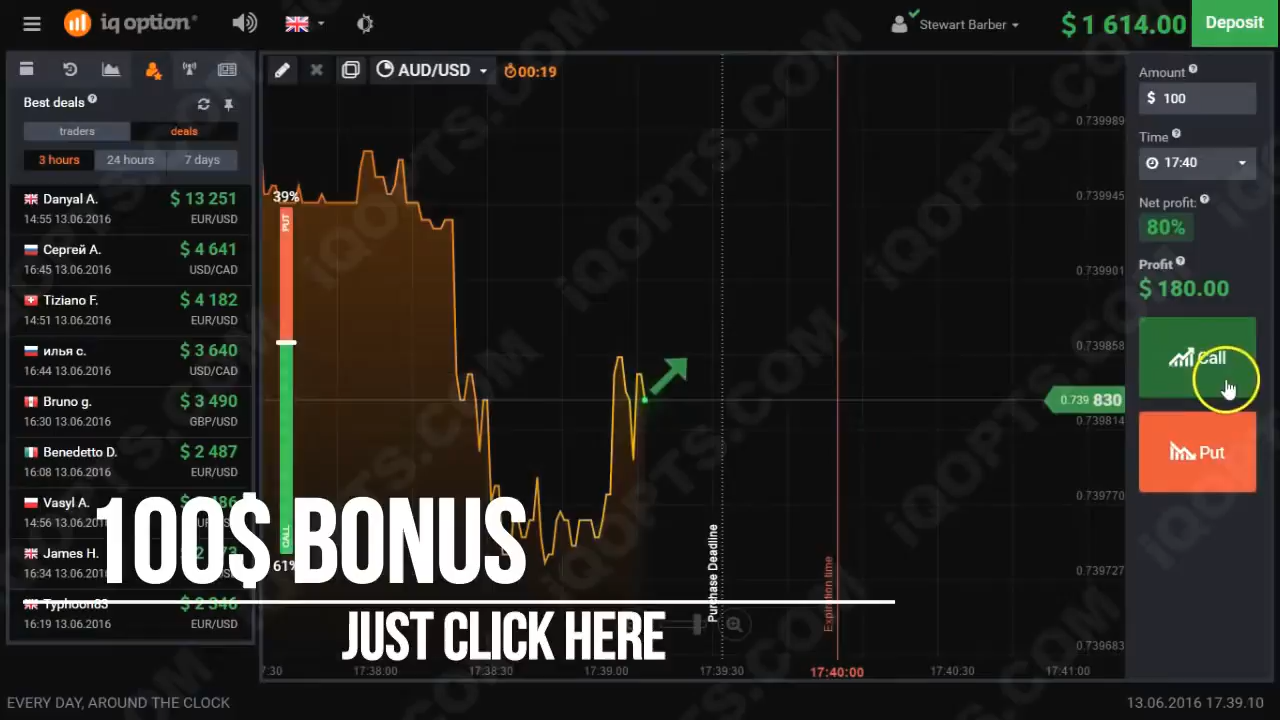 iq option
Stewart Barber
$ 1 614.00
Deposit
Best deals
traders
deals
3 hours
24 hours
7 days
Danyal A.
$ 13 251
14:55 13.06.2016
EUR/USD
Сергей А.
$ 4 641
16:45 13.06.2016
USD/CAD
Tiziano F.
$ 4 182
14:51 13.06.2016
EUR/USD
илья с.
$ 3 640
16:44 13.06.2016
USD/CAD
Bruno g.
$ 3 490
16:30 13.06.2016
GBP/USD
Benedetto D.
$ 2 487
16:08 13.06.2016
EUR/USD
Vasyl A.
14:56
James H.
16:34 13.06.2016
EUR/USD
Typhoon83
$ 2 346
16:19 13.06.2016
EUR/USD
AUD/USD
00:19
39%
PUT
CALL
61%
0.739989
0.739945
0.739901
0.739858
0.739 830
0.739814
0.739770
0.739727
0.739683
Purchase Deadline
Expiration time
:30
17:38:00
17:38:30
17:39:00
17:39:30
17:40:00
17:40:30
17:41:00
Amount
$ 100
Time
17:40
Net profit:
80%
Profit
$ 180.00
Call
Put
100$ BONUS
JUST CLICK HERE
EVERY DAY, AROUND THE CLOCK
13.06.2016 17.39.10
iQOPTS.COM